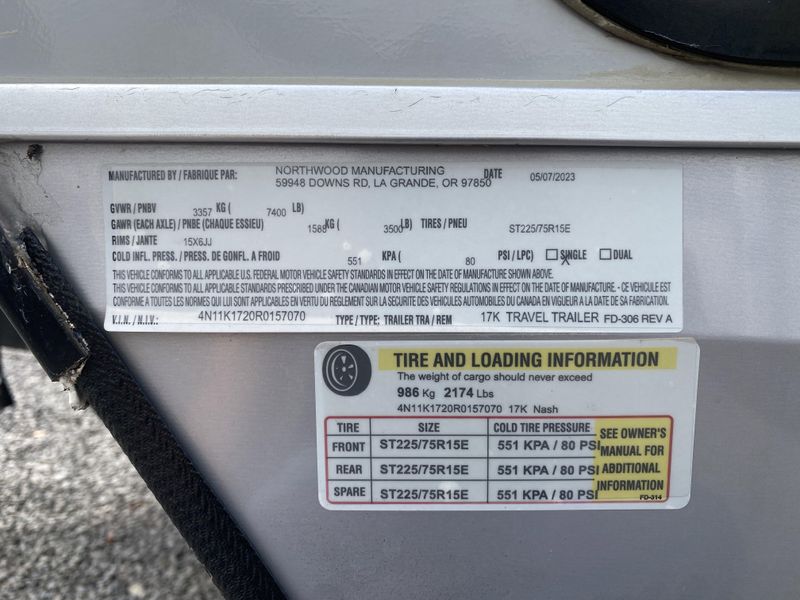 MANUFACTURED BY / FABRIQUE PAR: NORTHWOOD MANUFACTURING DATE 05/07/2023
59948 DOWNS RD, LA GRANDE, OR 97850
GVWR / PNBV 3357 KG ( 7400 LB)
GAWR (EACH AXLE) / PNBE (CHAQUE ESSIEU) 1588 KG ( 3500 LB) TIRES / PNEU ST225/75R15E
RIMS / JANTE 15X6JJ
COLD INFL. PRESS. / PRESS. DE GONFL. A FROID 551 KPA ( 80 PSI / LPC) SINGLE X DUAL
THIS VEHICLE CONFORMS TO ALL APPLICABLE U.S. FEDERAL MOTOR VEHICLE SAFETY STANDARDS IN EFFECT ON THE DATE OF MANUFACTURE SHOWN ABOVE.
THIS VEHICLE CONFORMS TO ALL APPLICABLE STANDARDS PRESCRIBED UNDER THE CANADIAN MOTOR VEHICLE SAFETY REGULATIONS IN EFFECT ON THE DATE OF MANUFACTURE. - CE VEHICULE EST
CONFORME A TOUTES LES NORMES QUI LUI SONT APPLICABLES EN VERTU DU REGLEMENT SUR LA SECURITE DES VEHICULES AUTOMOBILES DU CANADA EN VIGUEUR A LA DATE DE SA FABRICATION.
V.I.N. / N.I.V.: 4N11K1720R0157070 TYPE / TYPE: TRAILER TRA / REM 17K TRAVEL TRAILER FD-306 REV A
TIRE AND LOADING INFORMATION
The weight of cargo should never exceed
986 Kg 2174 Lbs
4N11K1720R0157070 17K Nash
TIRE SIZE COLD TIRE PRESSURE
FRONT ST225/75R15E 551 KPA / 80 PSI
REAR ST225/75R15E 551 KPA / 80 PSI
SPARE ST225/75R15E 551 KPA / 80 PSI
SEE OWNER'S
MANUAL FOR
ADDITIONAL
INFORMATION
FD-314